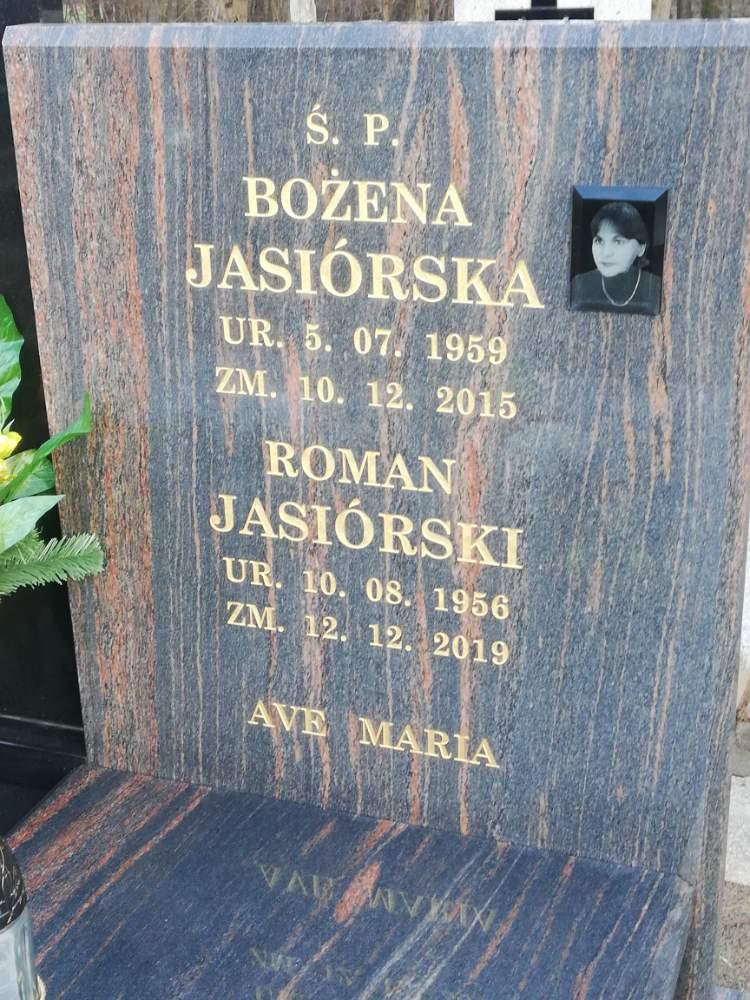 Ś. P.
BOŻENA
JASIÓRSKA
UR. 5. 07. 1959
ZM. 10. 12. 2015
ROMAN
JASIÓRSKI
UR. 10. 08. 1956
ZM. 12. 12. 2019
AVE MARIA